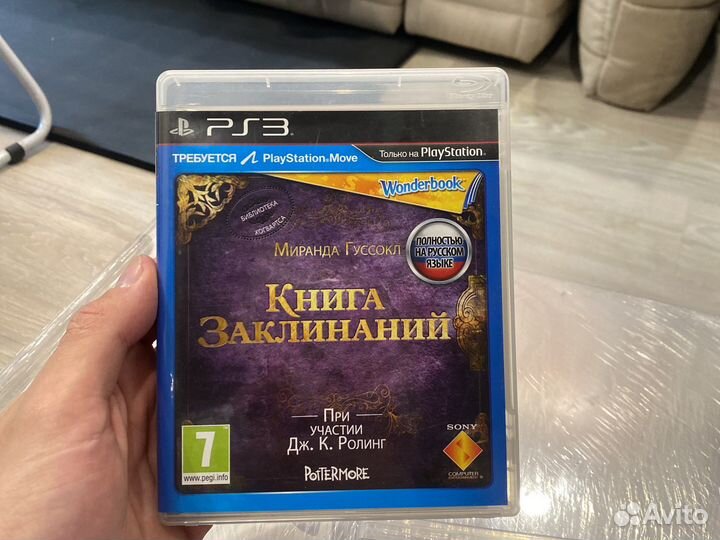 PS3
ТРЕБУЕТСЯ PlayStation Move
Только на PlayStation
Wonderbook
БИБЛИОТЕКА
ХОГВАРТСА
Миранда Гуссокл
ПОЛНОСТЬЮ
НА РУССКОМ
ЯЗЫКЕ
Книга
Заклинаний
При
участии
Дж. К. Ролинг
POTTERMORE
7
www.pegi.info
SONY
COMPUTER
ENTERTAINMENT
Avito